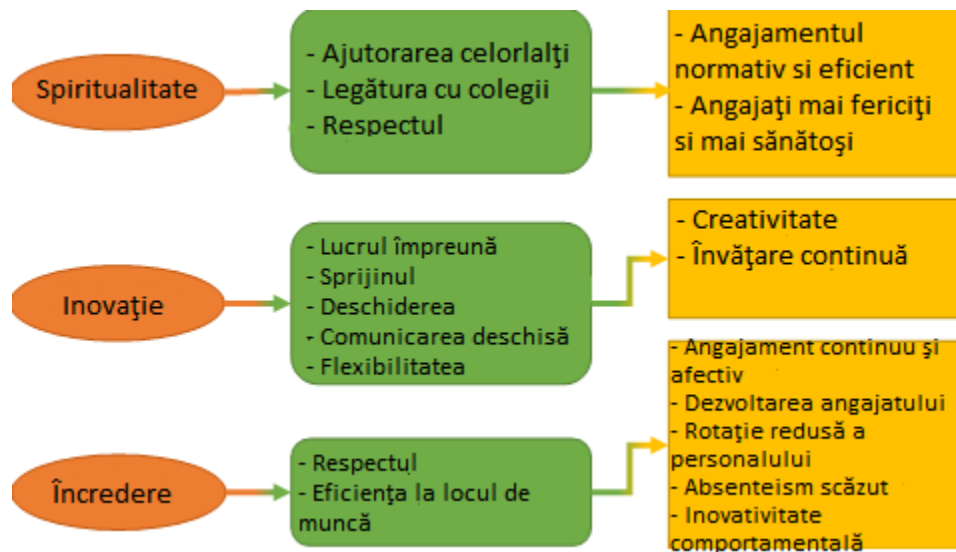 Spiritualitate
- Ajutorarea celorlalţi
- Legătura cu colegii
- Respectul
- Angajamentul
normativ si eficient
- Angajaţi mai fericiţi
si mai sănătoşi
Inovaţie
- Lucrul împreună
- Sprijinul
- Deschiderea
- Comunicarea deschisă
- Flexibilitatea
- Creativitate
- Învăţare continuă
Încredere
- Respectul
- Eficienţa la locul de
muncă
- Angajament continuu şi
afectiv
- Dezvoltarea angajatului
- Rotaţie redusă a
personalului
- Absenteism scăzut
- Inovativitate
comportamentală